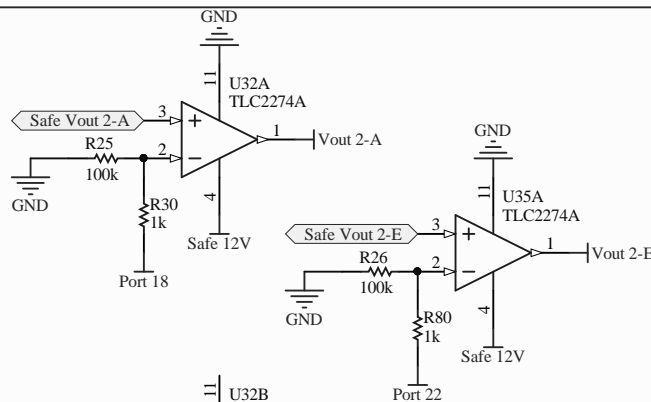 GND
11
U32A
TLC2274A
Safe Vout 2-A
3
+
1
Vout 2-A
R25
2
−
100k
GND
R30
1k
4
Port 18
Safe 12V
GND
11
U35A
TLC2274A
Safe Vout 2-E
3
+
1
Vout 2-E
R26
2
−
100k
GND
R80
1k
4
Safe 12V
Port 22
11
U32B